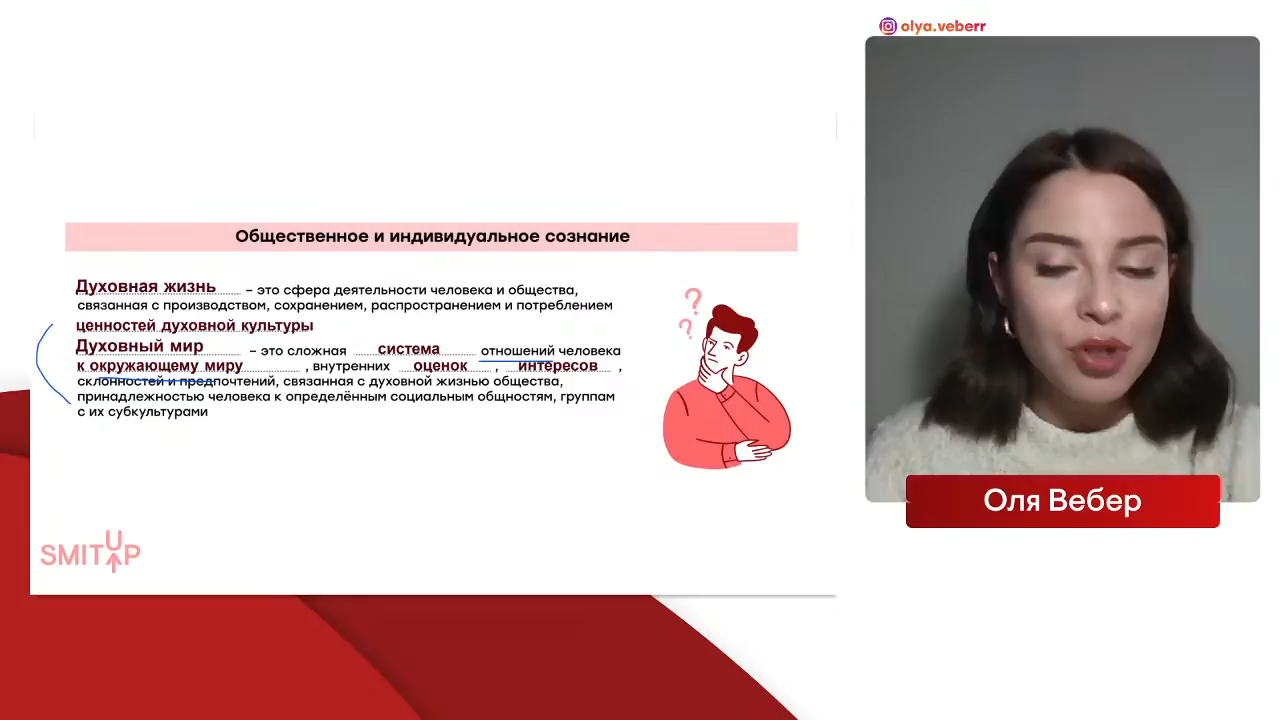 olya.veberr
Общественное и индивидуальное сознание
Духовная жизнь – это сфера деятельности человека и общества,
связанная с производством, сохранением, распространением и потреблением
ценностей духовной культуры
Духовный мир – это сложная система отношений человека
к окружающему миру, внутренних оценок, интересов,
склонностей и предпочтений, связанная с духовной жизнью общества,
принадлежностью человека к определённым социальным общностям, группам
с их субкультурами
? ?
SMITUP
Оля Вебер